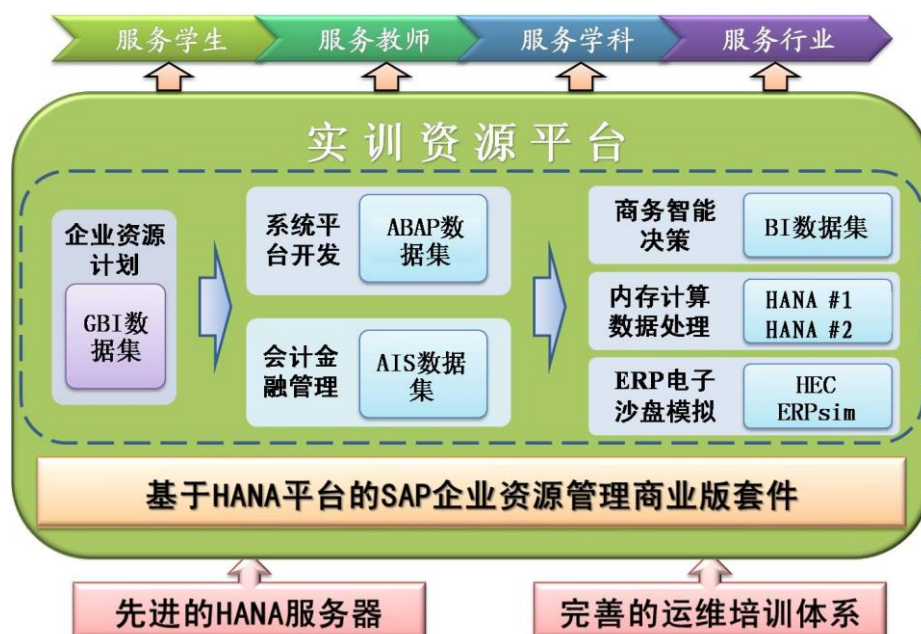 服务学生
服务教师
服务学科
服务行业
实训资源平台
企业资源
计划
GBI数
据集
系统平
台开发
ABAP数
据集
会计金
融管理
AIS数据
集
商务智能
决策
BI数据集
内存计算
数据处理
HANA #1
HANA #2
ERP电子
沙盘模拟
HEC
ERPsim
基于HANA平台的SAP企业资源管理商业版套件
先进的HANA服务器
完善的运维培训体系